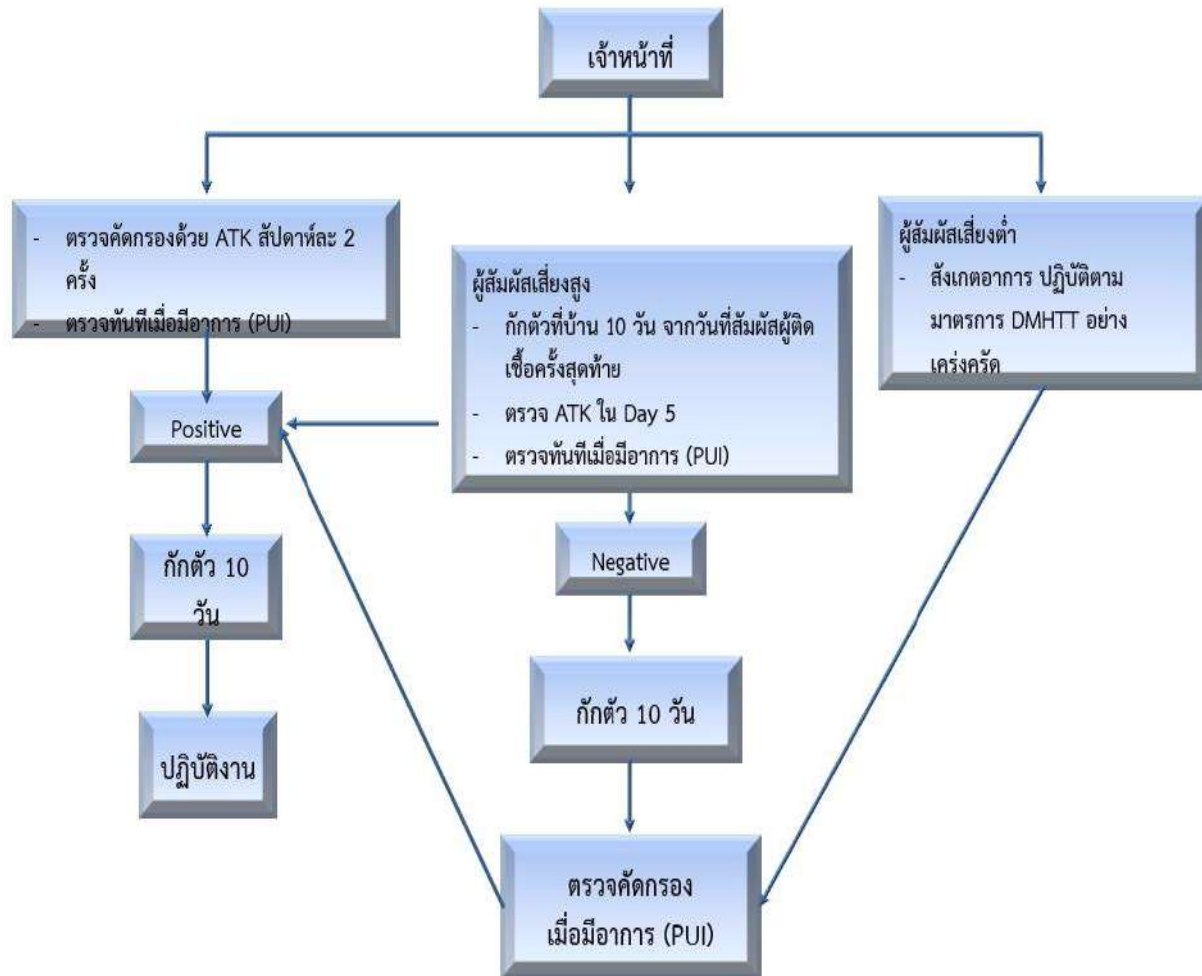 เจ้าหน้าที่
- ตรวจคัดกรองด้วย ATK สัปดาห์ละ 2
ครั้ง
- ตรวจทันทีเมื่อมีอาการ (PUI)
ผู้สัมผัสเสี่ยงสูง
- กักตัวที่บ้าน 10 วัน จากวันที่สัมผัสผู้ติด
เชื้อครั้งสุดท้าย
- ตรวจ ATK ใน Day 5
- ตรวจทันทีเมื่อมีอาการ (PUI)
ผู้สัมผัสเสี่ยงต่ำ
- สังเกตอาการ ปฏิบัติตาม
มาตรการ DMHTT อย่าง
เคร่งครัด
Positive
กักตัว 10
วัน
ปฏิบัติงาน
Negative
กักตัว 10 วัน
ตรวจคัดกรอง
เมื่อมีอาการ (PUI)